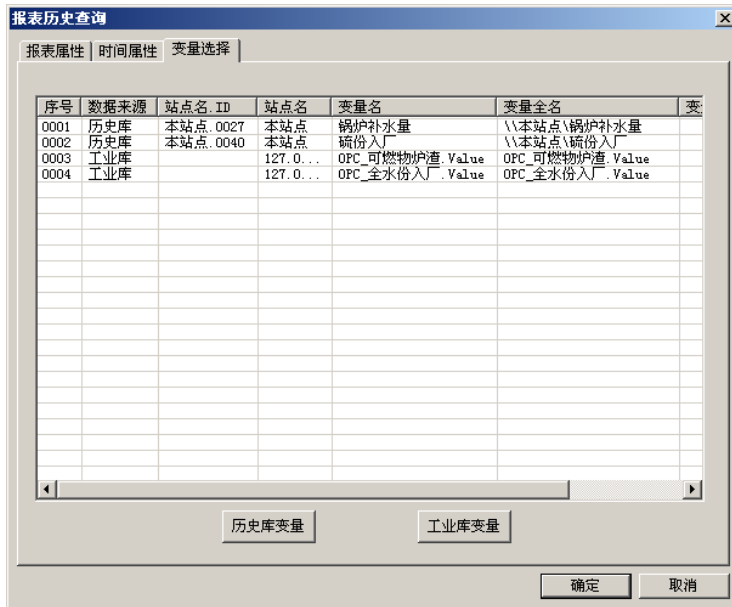 报表历史查询
报表属性 时间属性 变量选择
序号 数据来源 站点名.ID 站点名 变量名 变量全名
0001 历史库 本站点.0027 本站点 锅炉补水量 \\本站点\锅炉补水量
0002 历史库 本站点.0040 本站点 硫份入厂 \\本站点\硫份入厂
0003 工业库 127.0... OPC_可燃物炉渣.Value OPC_可燃物炉渣.Value
0004 工业库 127.0... OPC_全水份入厂.Value OPC_全水份入厂.Value
历史库变量 工业库变量
确定 取消